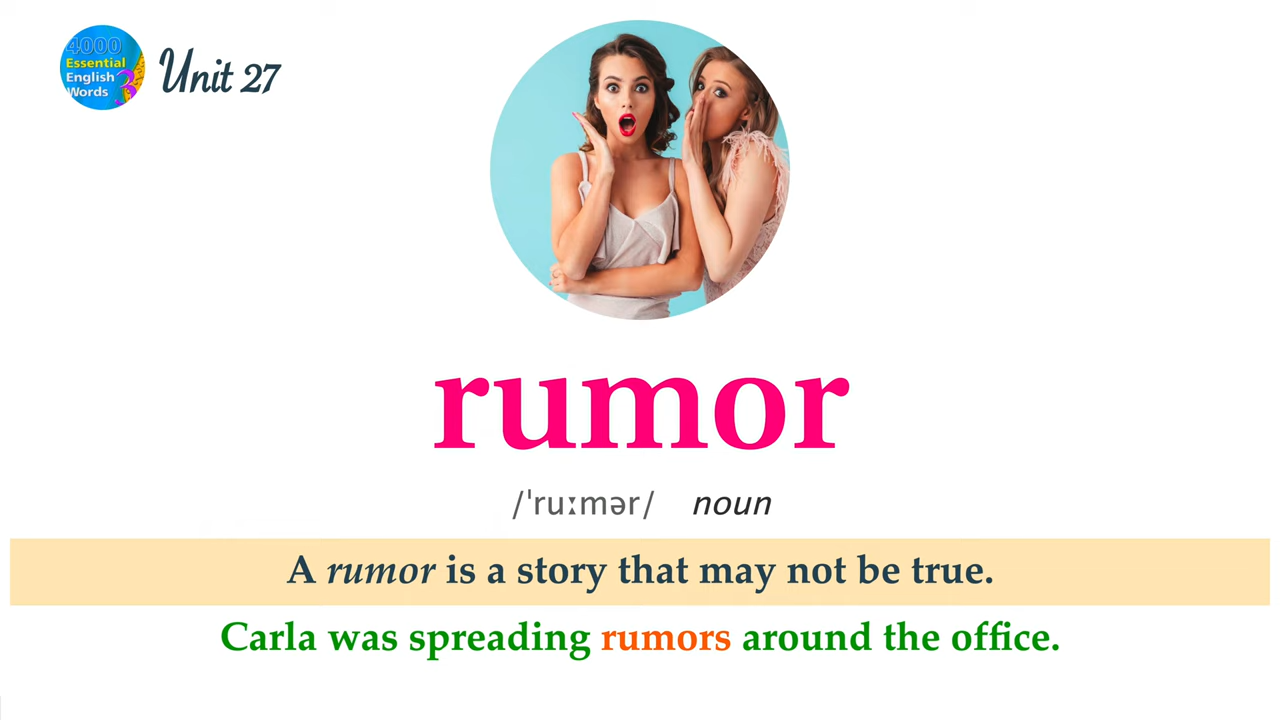 4000
Essential
English
Words 3
Unit 27
rumor
/ˈruːmər/ noun
A rumor is a story that may not be true.
Carla was spreading rumors around the office.